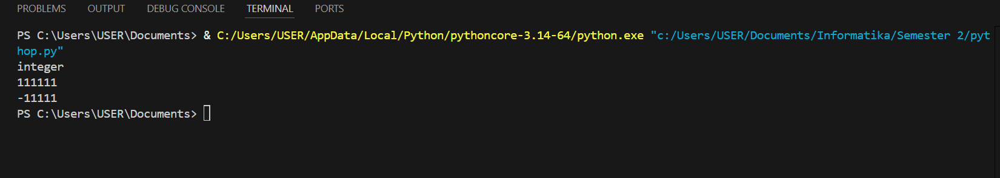 PROBLEMS OUTPUT DEBUG CONSOLE TERMINAL PORTS
PS C:\Users\USER\Documents> & C:/Users/USER/AppData/Local/Python/pythoncore-3.14-64/python.exe "c:/Users/USER/Documents/Informatika/Semester 2/pyt
hop.py"
integer
111111
-11111
PS C:\Users\USER\Documents>